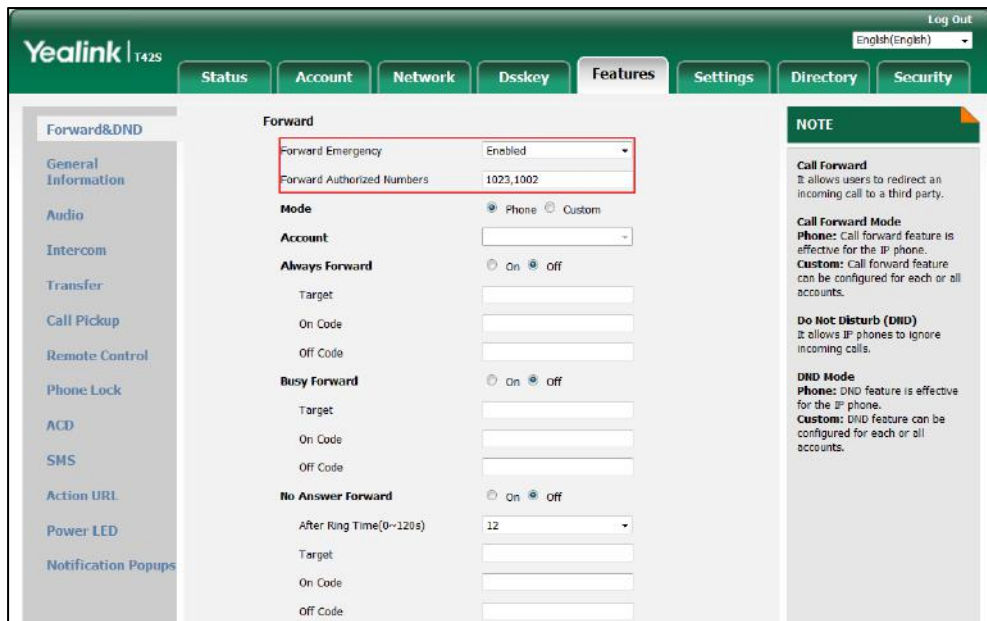 Log Out
English(English)
Yealink | T42S
Status
Account
Network
Dsskey
Features
Settings
Directory
Security
Forward&DND
General
Information
Audio
Intercom
Transfer
Call Pickup
Remote Control
Phone Lock
ACD
SMS
Action URL
Power LED
Notification Popups
Forward
Forward Emergency Enabled
Forward Authorized Numbers 1023,1002
Mode Phone Custom
Account
Always Forward On Off
Target
On Code
Off Code
Busy Forward On Off
Target
On Code
Off Code
No Answer Forward On Off
After Ring Time(0~120s) 12
Target
On Code
Off Code
NOTE
Call Forward
It allows users to redirect an
incoming call to a third party.
Call Forward Mode
Phone: Call forward feature is
effective for the IP phone.
Custom: Call forward feature
can be configured for each or all
accounts.
Do Not Disturb (DND)
It allows IP phones to ignore
incoming calls.
DND Mode
Phone: DND feature is effective
for the IP phone.
Custom: DND feature can be
configured for each or all
accounts.